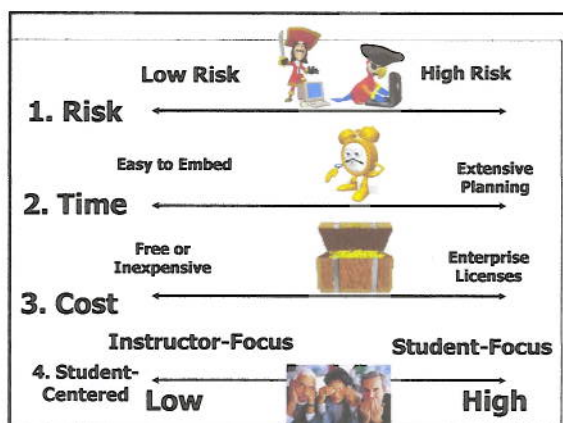 Low Risk High Risk
1. Risk
Easy to Embed Extensive
Planning
2. Time
Free or
Inexpensive
Enterprise
Licenses
3. Cost
Instructor-Focus Student-Focus
4. Student-
Centered
Low High